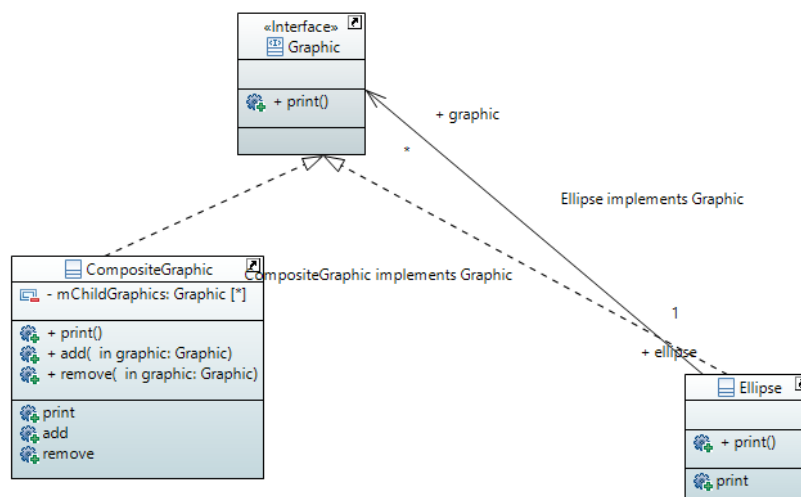 «Interface»
Graphic
+ print()
+ graphic
*
Ellipse implements Graphic
CompositeGraphic
CompositeGraphic implements Graphic
- mChildGraphics: Graphic [*]
+ print()
+ add( in graphic: Graphic)
+ remove( in graphic: Graphic)
print
add
remove
1
+ ellipse
Ellipse
+ print()
print